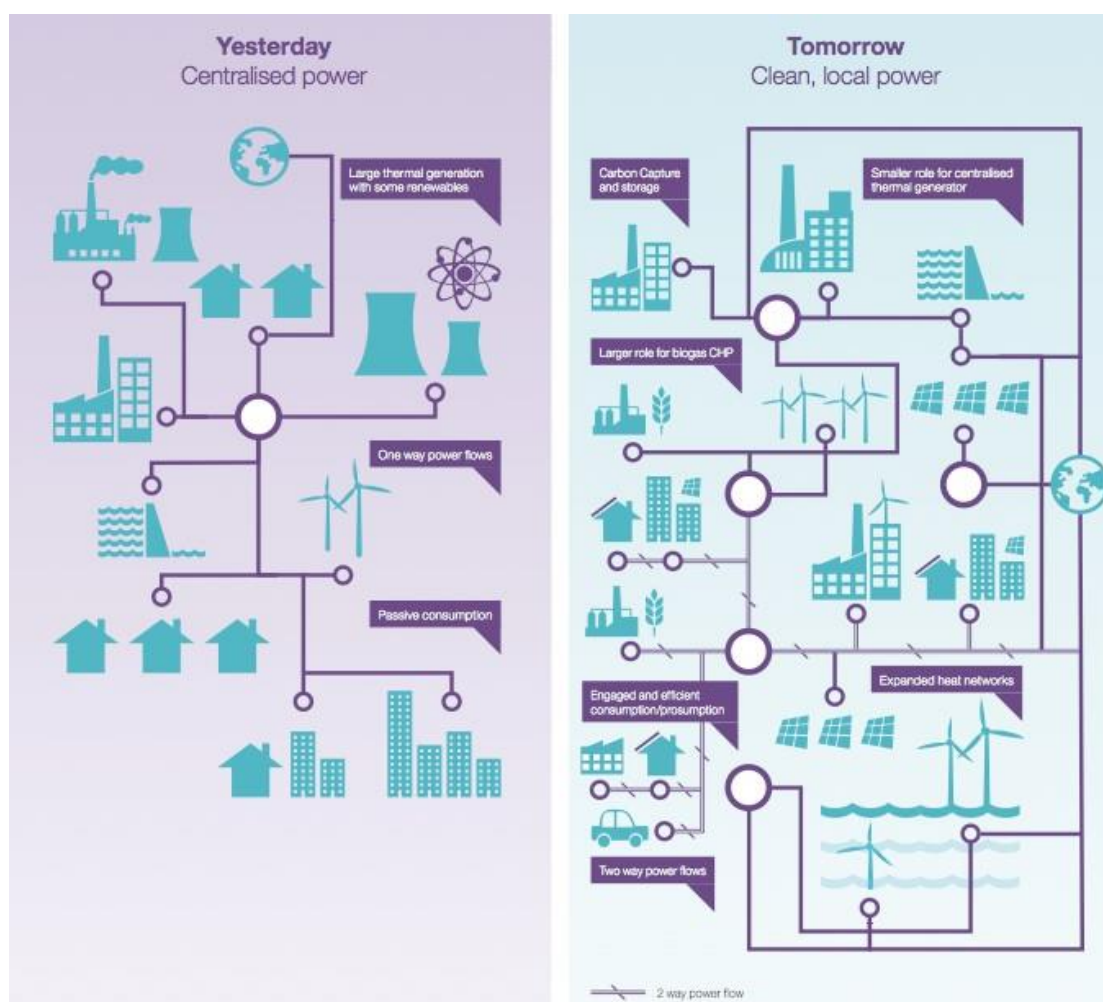 Yesterday
Centralised power
Large thermal generation
with some renewables
One way power flows
Passive consumption
Tomorrow
Clean, local power
Carbon Capture
and storage
Smaller role for centralised
thermal generator
Larger role for biogas CHP
Expanded heat networks
Engaged and efficient
consumption/prosumption
Two way power flows
2 way power flow